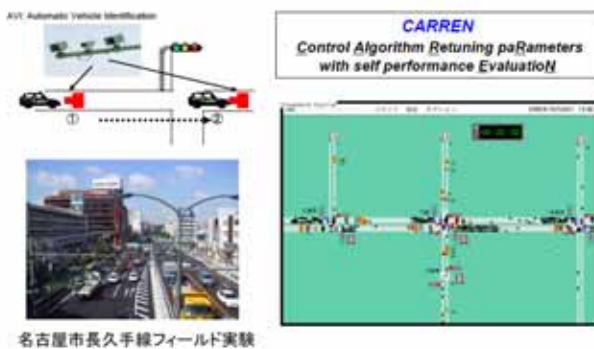 AVI: Automatic Vehicle Identification
① ②
名古屋市長久手線フィールド実験
CARREN
Control Algorithm Retuning paRameters
with self performance EvaluatioN